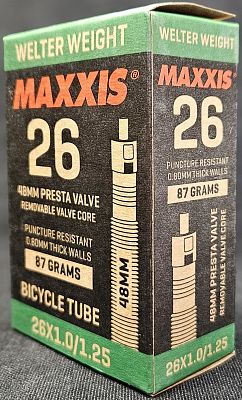 WELTER WEIGHT
MAXXIS®
26
48MM PRESTA VALVE
REMOVABLE VALVE CORE
PUNCTURE RESISTANT
0.80MM THICK WALLS
87 GRAMS
48MM
BICYCLE TUBE
26X1.0/1.25
WELTER WEIGHT
MAXXIS®
26
PUNCTURE RESISTANT
0.80MM THICK WALLS
87 GRAMS
48MM PRESTA VALVE
REMOVABLE VALVE CORE
26X1.0/1.25